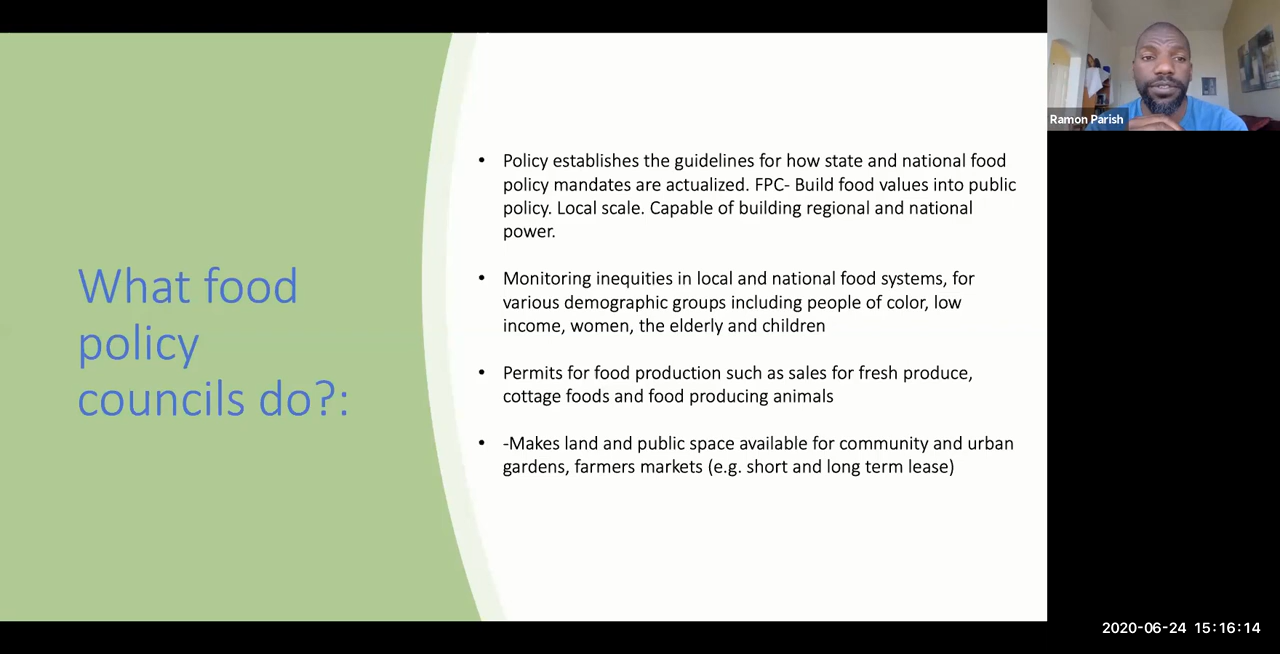 What food
policy
councils do?:
• Policy establishes the guidelines for how state and national food
policy mandates are actualized. FPC- Build food values into public
policy. Local scale. Capable of building regional and national
power.
• Monitoring inequities in local and national food systems, for
various demographic groups including people of color, low
income, women, the elderly and children
• Permits for food production such as sales for fresh produce,
cottage foods and food producing animals
• -Makes land and public space available for community and urban
gardens, farmers markets (e.g. short and long term lease)
Ramon Parish
2020-06-24 15:16:14